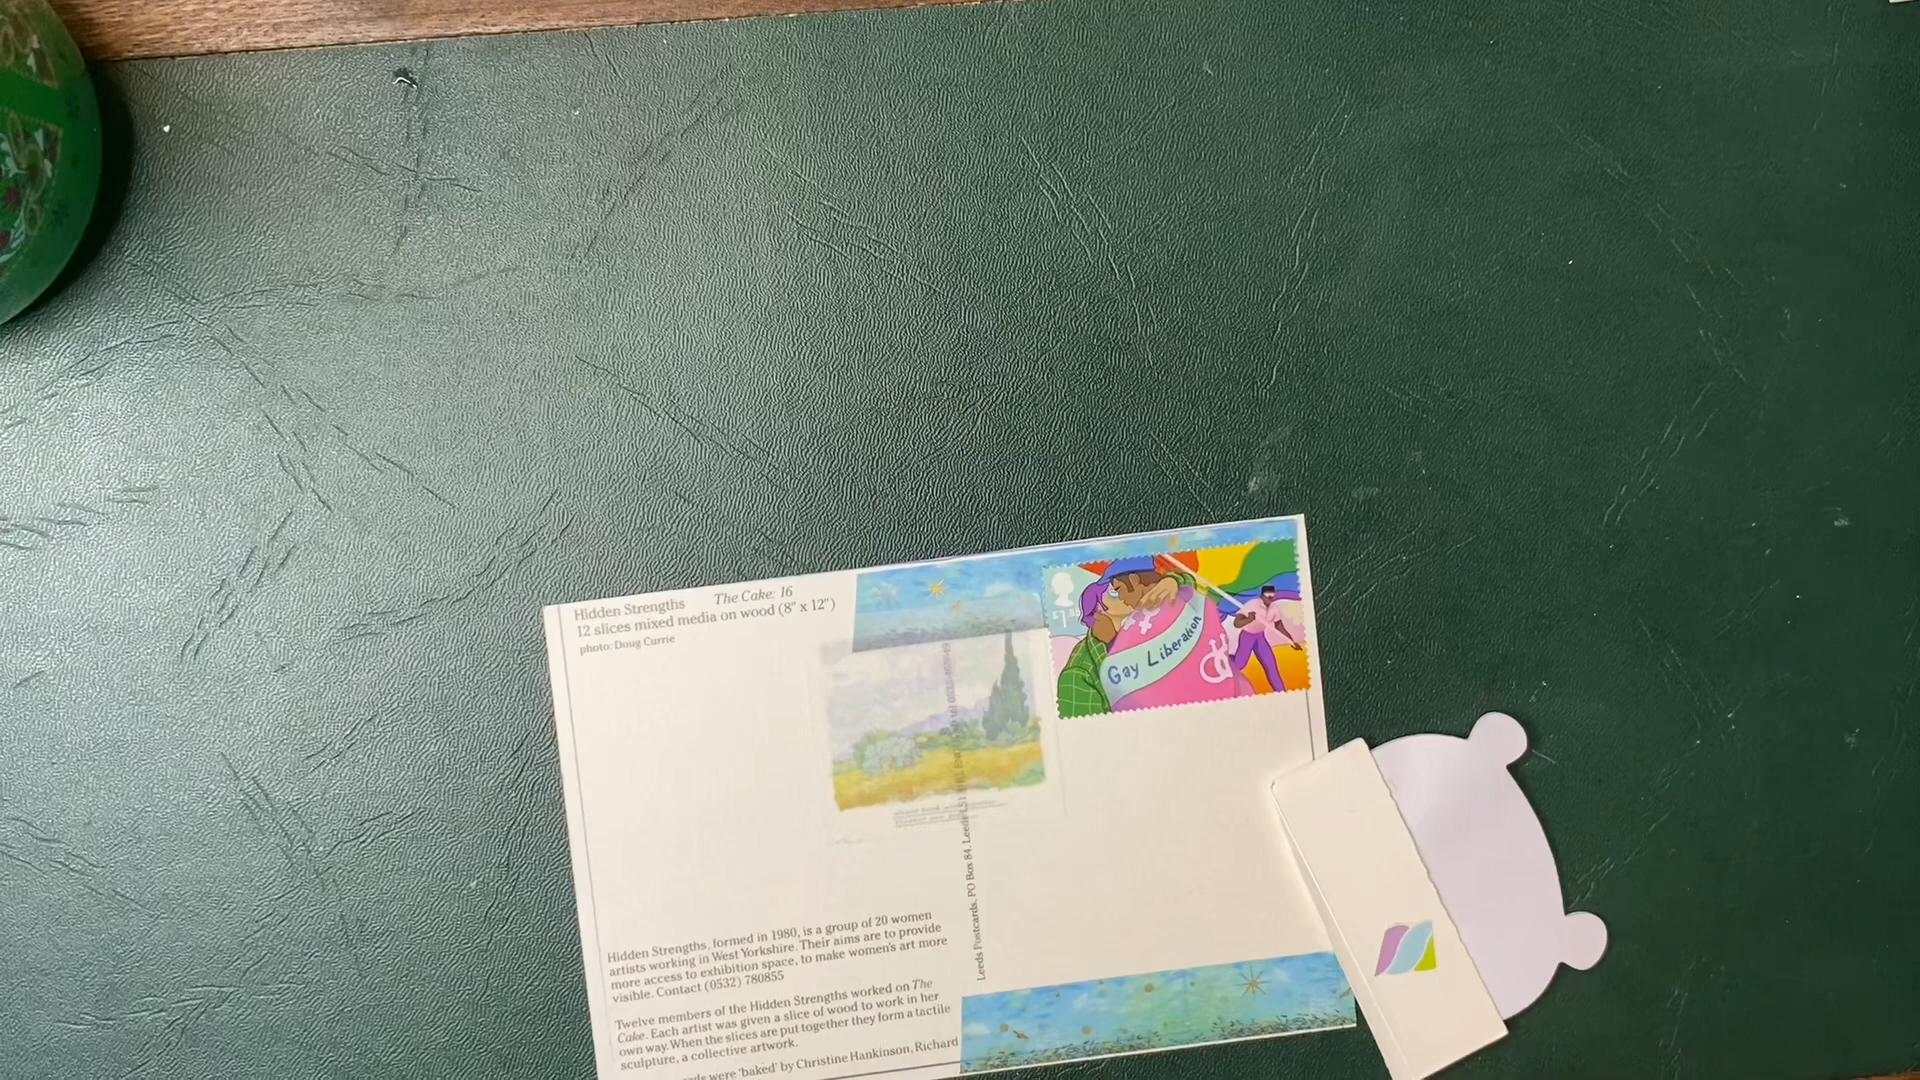 Hidden Strengths The Cake: 16
12 slices mixed media on wood (8" x 12")
photo: Doug Currie
£1.85
Gay Liberation
Leeds Postcards, PO Box 84, Leeds LS1
Hidden Strengths, formed in 1980, is a group of 20 women
artists working in West Yorkshire. Their aims are to provide
more access to exhibition space, to make women's art more
visible. Contact (0532) 780855
Twelve members of the Hidden Strengths worked on The
Cake. Each artist was given a slice of wood to work in her
own way. When the slices are put together they form a tactile
sculpture, a collective artwork.
were 'baked' by Christine Hankinson, Richard